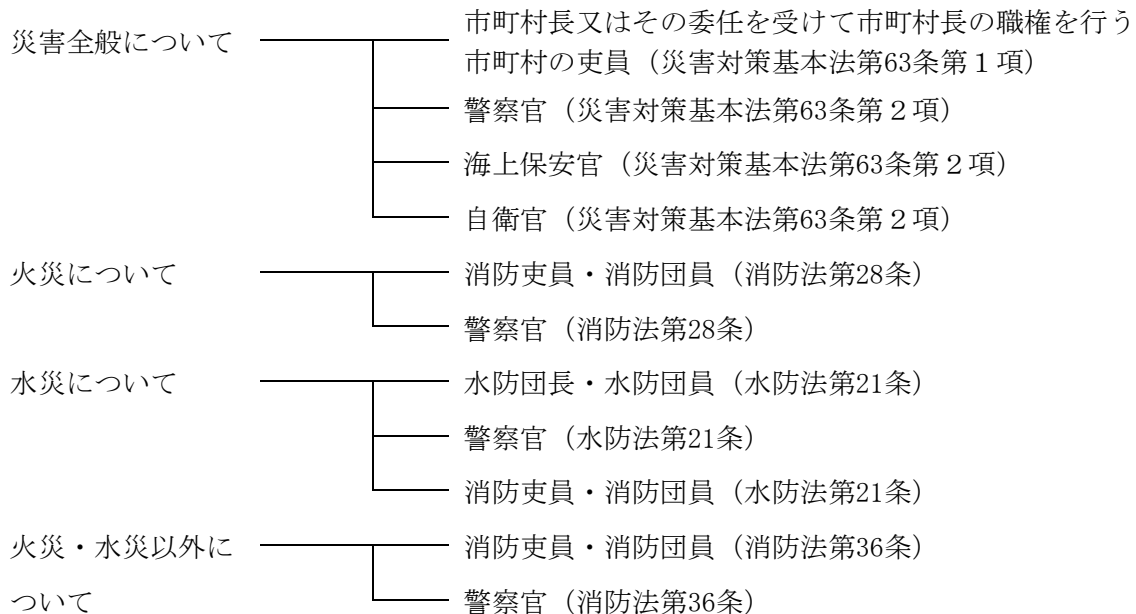 災害全般について
市町村長又はその委任を受けて市町村長の職権を行う
市町村の吏員（災害対策基本法第63条第１項）
警察官（災害対策基本法第63条第２項）
海上保安官（災害対策基本法第63条第２項）
自衛官（災害対策基本法第63条第２項）
火災について
消防吏員・消防団員（消防法第28条）
警察官（消防法第28条）
水災について
水防団長・水防団員（水防法第21条）
警察官（水防法第21条）
消防吏員・消防団員（水防法第21条）
火災・水災以外に
ついて
消防吏員・消防団員（消防法第36条）
警察官（消防法第36条）